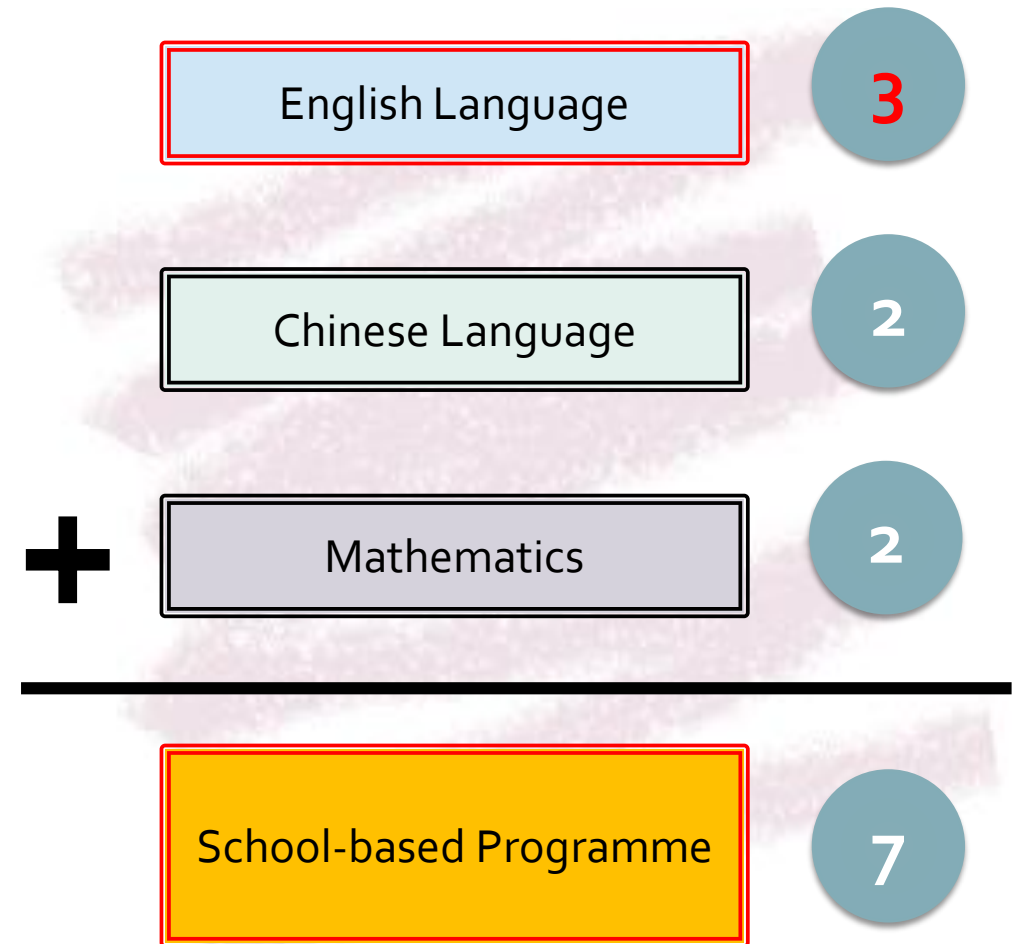 English Language 3
Chinese Language 2
+ Mathematics 2
School-based Programme 7